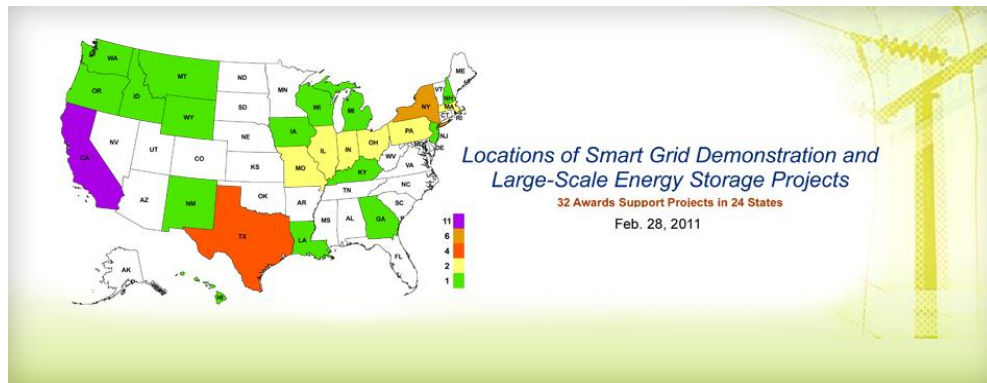 WA
MT
ND
MN
ME
OR
ID
SD
WI
MI
VT
NH
NY
MA
CT
RI
WY
IA
NE
PA
NJ
NV
UT
CO
IL
IN
OH
DE
CA
KS
MO
WV
KY
VA
AZ
NM
OK
AR
TN
NC
SC
MS
AL
GA
TX
LA
FL
AK
HI
11
6
4
2
1
Locations of Smart Grid Demonstration and
Large-Scale Energy Storage Projects
32 Awards Support Projects in 24 States
Feb. 28, 2011